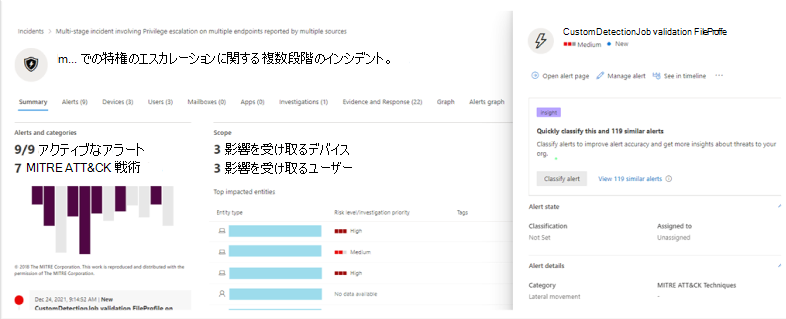 Incidents > Multi-stage incident involving Privilege escalation on multiple endpoints reported by multiple sources
m... での特権のエスカレーションに関する複数段階のインシデント。
Summary Alerts (9) Devices (3) Users (3) Mailboxes (0) Apps (0) Investigations (1) Evidence and Response (22) Graph Alerts graph
Alerts and categories
9/9 アクティブなアラート
7 MITRE ATT&CK 戦術
© 2018 The MITRE Corporation. This work is reproduced and distributed with the
permission of The MITRE Corporation.
Dec 24, 2021, 9:14:52 AM | New
CustomDetectionJob validation FileProfile on
Scope
3 影響を受け取るデバイス
3 影響を受け取るユーザー
Top impacted entities
Entity type Risk level/Investigation priority Tags
High
Medium
High
No data available
CustomDetectionJob validation FileProfile
Medium New
Open alert page Manage alert See in timeline ...
Insight
Quickly classify this and 119 similar alerts
Classify alerts to improve alert accuracy and get more insights about threats to your
org.
Classify alert View 119 similar alerts
Alert state
Classification Assigned to
Not Set Unassigned
Alert details
Category MITRE ATT&CK Techniques
Lateral movement -